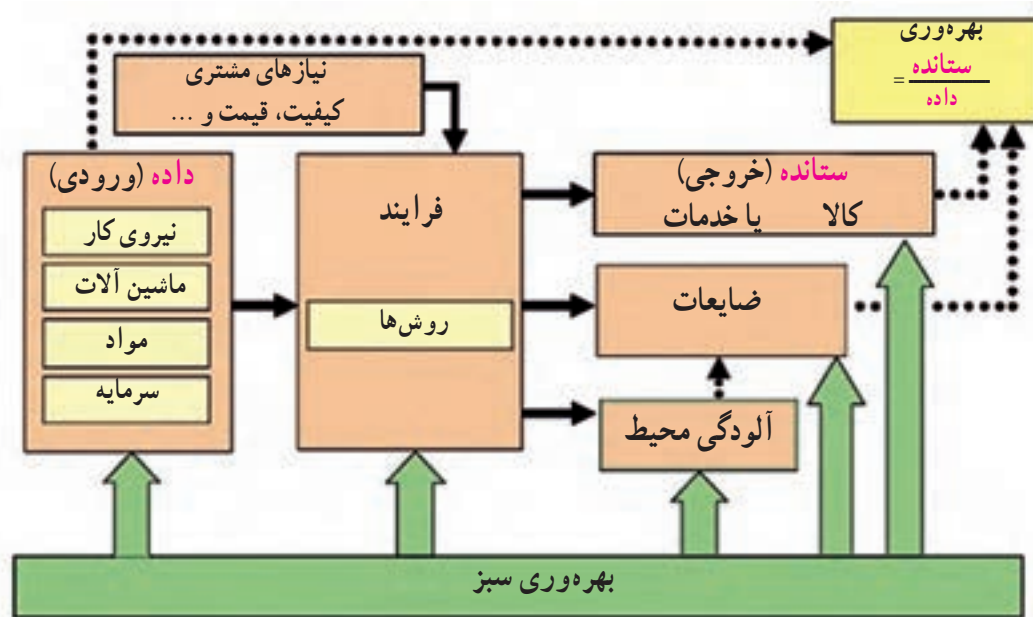 بهره‌وری
ستانده
=
داده
نیازهای مشتری
کیفیت، قیمت و ...
داده (ورودی)
نیروی کار
ماشین آلات
مواد
سرمایه
فرایند
روش‌ها
ستانده (خروجی)
کالا یا خدمات
ضایعات
آلودگی محیط
بهره‌وری سبز